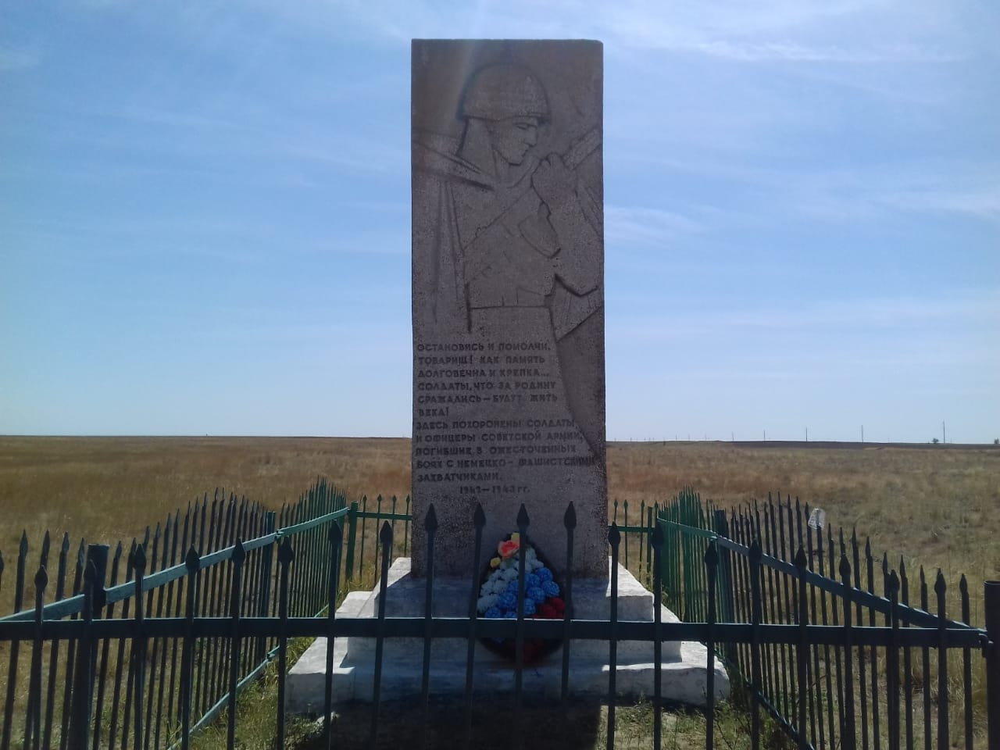 ОСТАНОВИСЬ И ПОМОЛЧИ,
ТОВАРИЩ! КАК ПАМЯТЬ
ДОЛГОВЕЧНА И КРЕПКА...
СОЛДАТЫ, ЧТО ЗА РОДИНУ
СРАЖАЛИСЬ – БУДУТ ЖИТЬ
ВЕКА!
ЗДЕСЬ ПОХОРОНЕНЫ СОЛДАТЫ
И ОФИЦЕРЫ СОВЕТСКОЙ АРМИИ,
ПОГИБШИЕ В ОЖЕСТОЧЕННЫХ
БОЯХ С НЕМЕЦКО-ФАШИСТСКИМИ
ЗАХВАТЧИКАМИ.
1942–1943 гг.